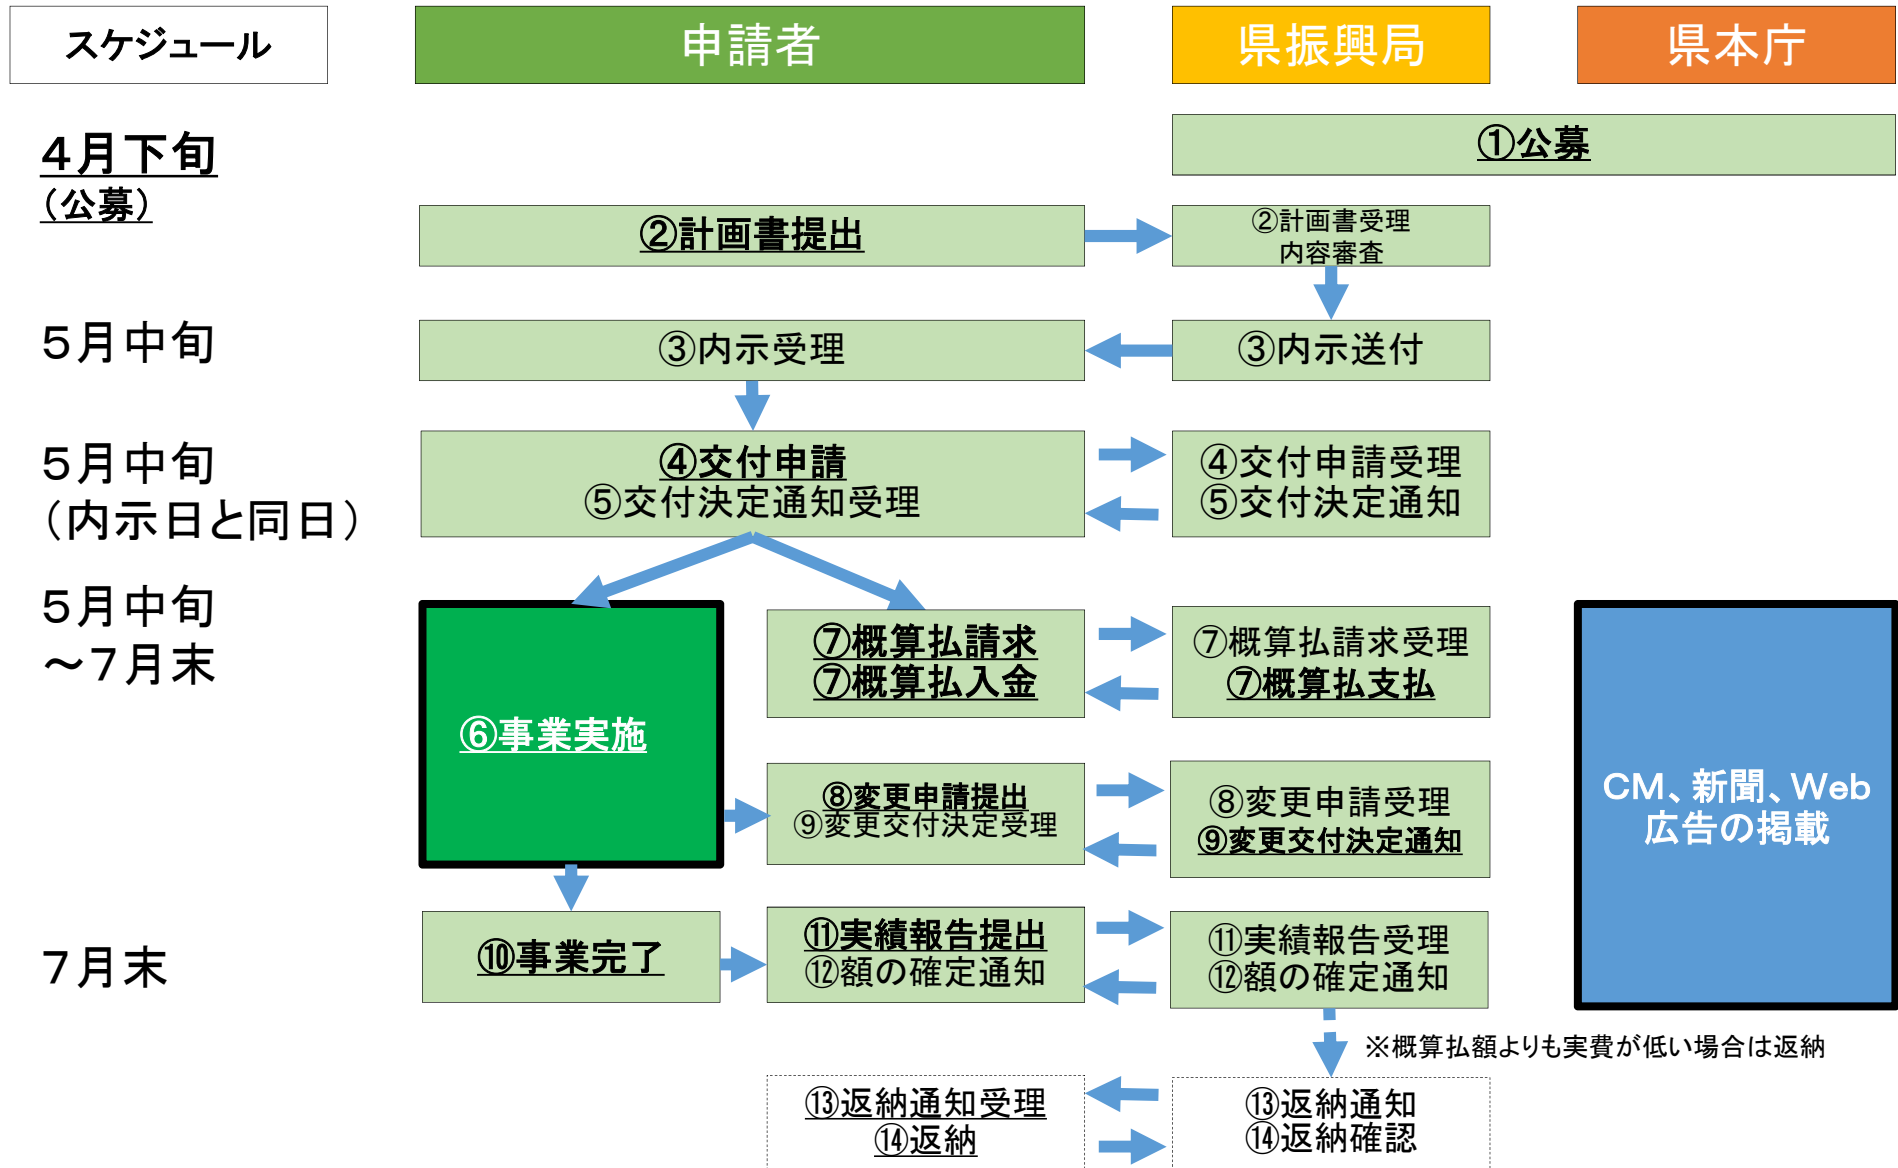 スケジュール
申請者
県振興局
県本庁
４月下旬
（公募）
①公募
②計画書提出
②計画書受理
内容審査
５月中旬
③内示受理
③内示送付
５月中旬
（内示日と同日）
④交付申請
⑤交付決定通知受理
④交付申請受理
⑤交付決定通知
５月中旬
～７月末
⑥事業実施
⑦概算払請求
⑦概算払入金
⑦概算払請求受理
⑦概算払支払
⑧変更申請提出
⑨変更交付決定受理
⑧変更申請受理
⑨変更交付決定通知
ＣＭ、新聞、Ｗｅｂ
広告の掲載
７月末
⑩事業完了
⑪実績報告提出
⑫額の確定通知
⑪実績報告受理
⑫額の確定通知
※概算払額よりも実費が低い場合は返納
⑬返納通知受理
⑭返納
⑬返納通知
⑭返納確認